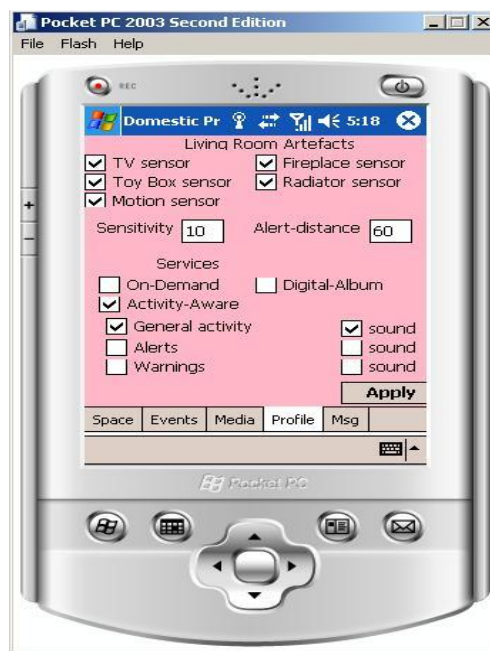 Pocket PC 2003 Second Edition
File Flash Help
REC
Domestic Pr 5:18
Living Room Artefacts
TV sensor Fireplace sensor
Toy Box sensor Radiator sensor
Motion sensor
Sensitivity 10 Alert-distance 60
Services
On-Demand Digital-Album
Activity-Aware
General activity sound
Alerts sound
Warnings sound
Apply
Space Events Media Profile Msg
Pocket PC